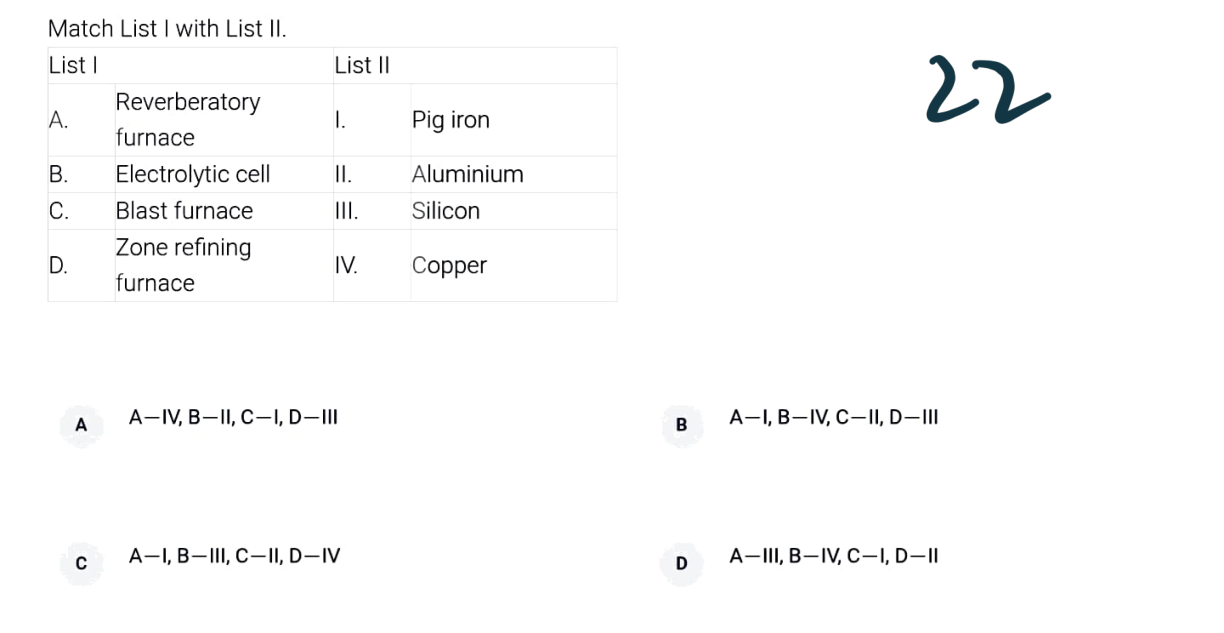 Match List I with List II.
List I List II
A. Reverberatory furnace I. Pig iron
B. Electrolytic cell II. Aluminium
C. Blast furnace III. Silicon
D. Zone refining furnace IV. Copper
22
A A—IV, B—II, C—I, D—III
B A—I, B—IV, C—II, D—III
C A—I, B—III, C—II, D—IV
D A—III, B—IV, C—I, D—II